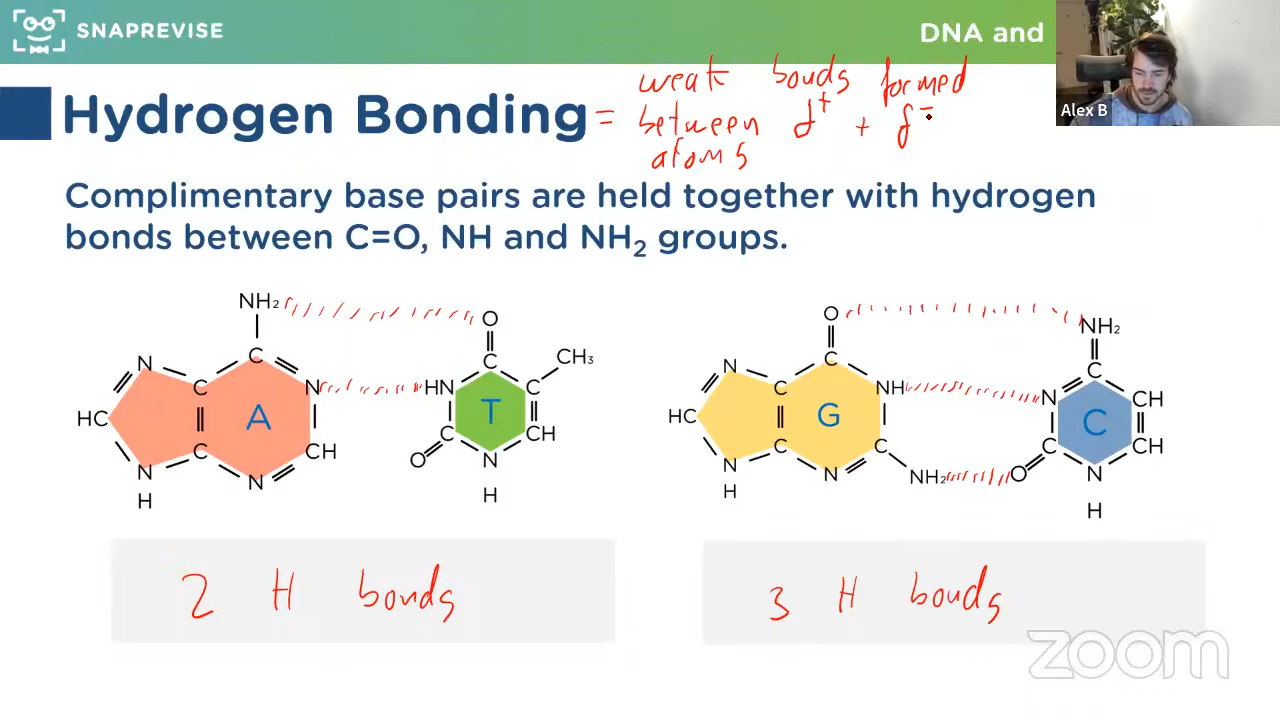 SNAPREVISE
DNA and
Alex B
Hydrogen Bonding = weak bonds formed
between δ+ + δ-
atoms
Complimentary base pairs are held together with hydrogen
bonds between C=O, NH and NH₂ groups.
NH₂ O
N C N C HN C CH₃
HC C A T C
N C CH C CH
H N O N
H
O NH₂
N C NH N C CH
HC C G C
N C C C CH
H N NH₂ O N
H
2 H bonds
3 H bonds
zoom